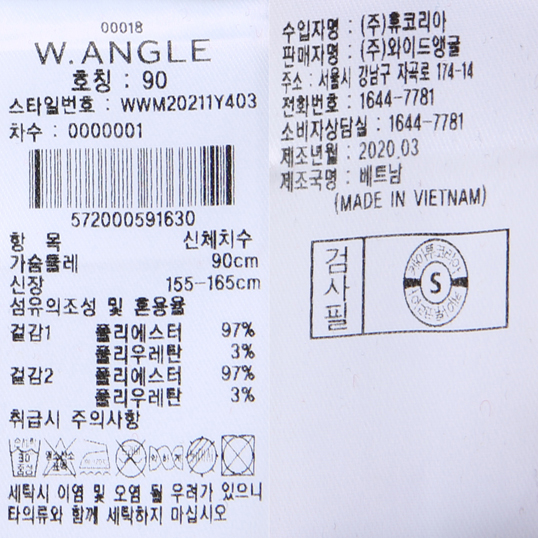 00018
W.ANGLE
호칭 : 90
스타일번호 : WWM20211Y403
차수 : 0000001
572000591630
항 목 신체치수
가슴둘레 90cm
신장 155-165cm
섬유의조성 및 혼용율
겉감1 폴리에스터 97%
폴리우레탄 3%
겉감2 폴리에스터 97%
폴리우레탄 3%
취급시 주의사항
세탁시 이염 및 오염 될 우려가 있으니
타의류와 함께 세탁하지 마십시오
수입자명 : (주)휴코리아
판매자명 : (주)와이드앵귤
주소 : 서울시 강남구 자곡로 174-14
전화번호 : 1644-7781
소비자상담실 : 1644-7781
제조년월 : 2020.03
제조국명 : 베트남
(MADE IN VIETNAM)
검사필
S